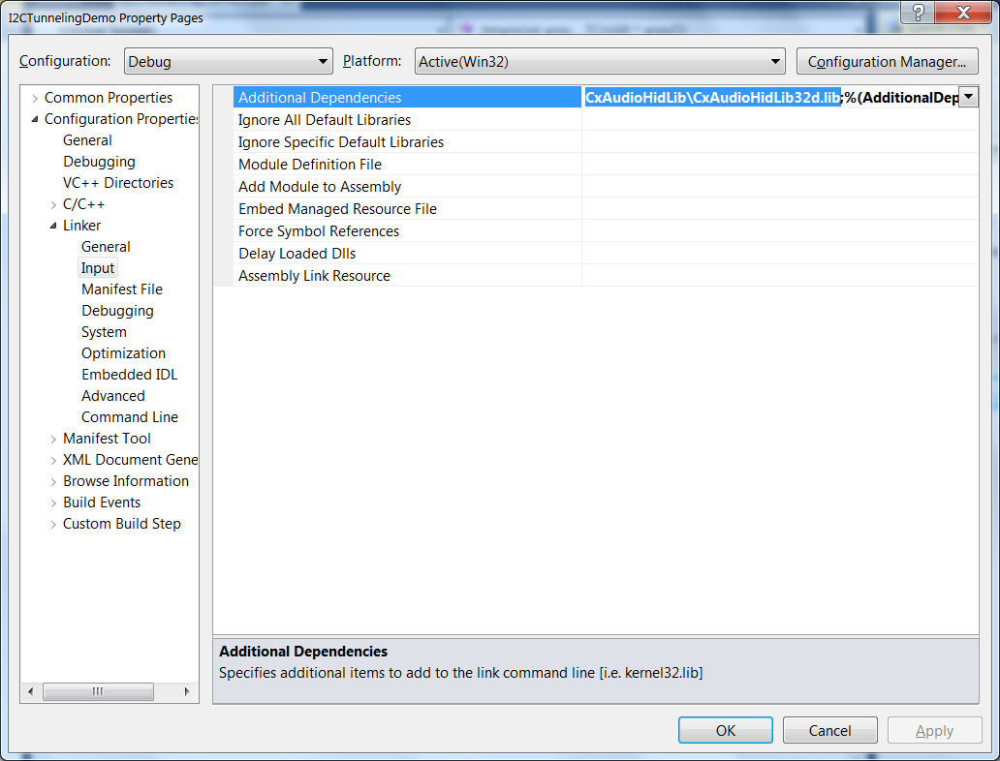 I2CTunnelingDemo Property Pages
?
Configuration: Debug Platform: Active(Win32) Configuration Manager...
Common Properties
Configuration Properties
General
Debugging
VC++ Directories
C/C++
Linker
General
Input
Manifest File
Debugging
System
Optimization
Embedded IDL
Advanced
Command Line
Manifest Tool
XML Document Gene
Browse Information
Build Events
Custom Build Step
Additional Dependencies CxAudioHidLib\CxAudioHidLib32d.lib;%(AdditionalDep
Ignore All Default Libraries
Ignore Specific Default Libraries
Module Definition File
Add Module to Assembly
Embed Managed Resource File
Force Symbol References
Delay Loaded Dlls
Assembly Link Resource
Additional Dependencies
Specifies additional items to add to the link command line [i.e. kernel32.lib]
OK Cancel Apply